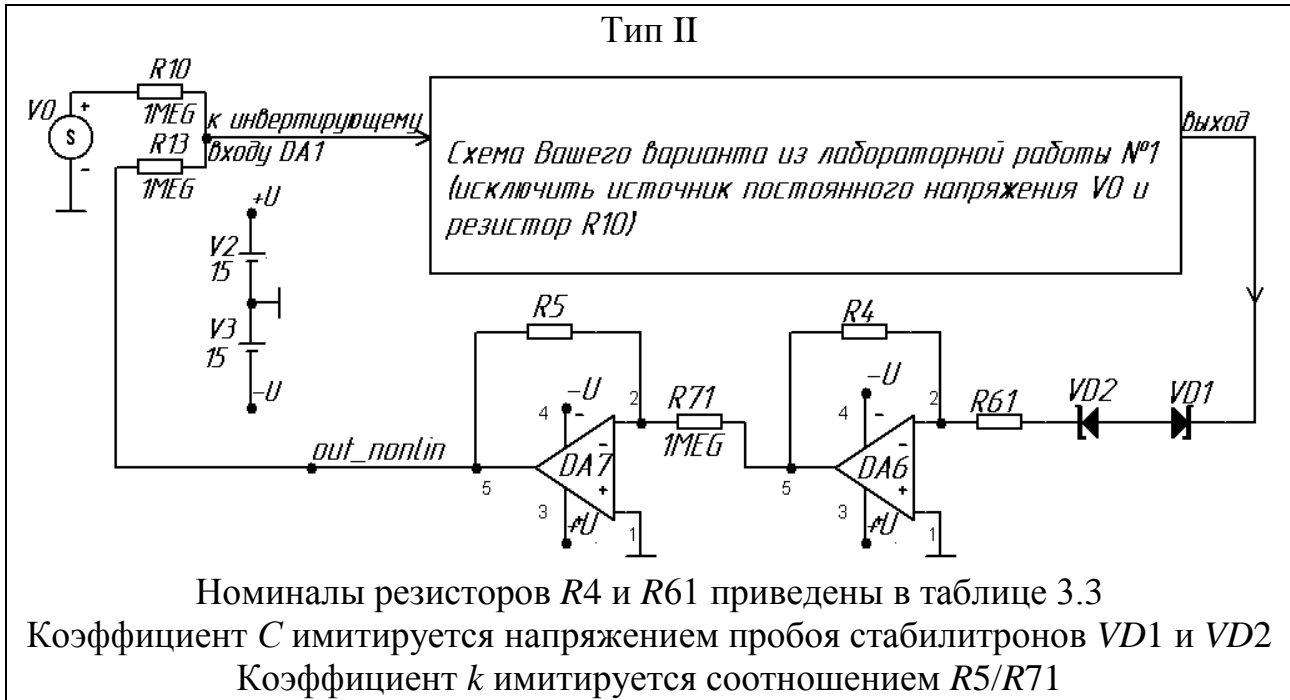 Тип II
R10
V0
+
1MEG
S
к инвертирующему
R13
входу DA1
-
1MEG
Схема Вашего варианта из лабораторной работы №1
(исключить источник постоянного напряжения V0 и
резистор R10)
выход
+U
V2
15
V3
15
-U
R5
R4
-U
4
-
2
R71
1MEG
-
DA7
+
5
3
+U
1
-U
4
-
2
R61
VD2
VD1
-
DA6
+
5
3
+U
1
out_nonlin
Номиналы резисторов R4 и R61 приведены в таблице 3.3
Коэффициент C имитируется напряжением пробоя стабилитронов VD1 и VD2
Коэффициент k имитируется соотношением R5/R71